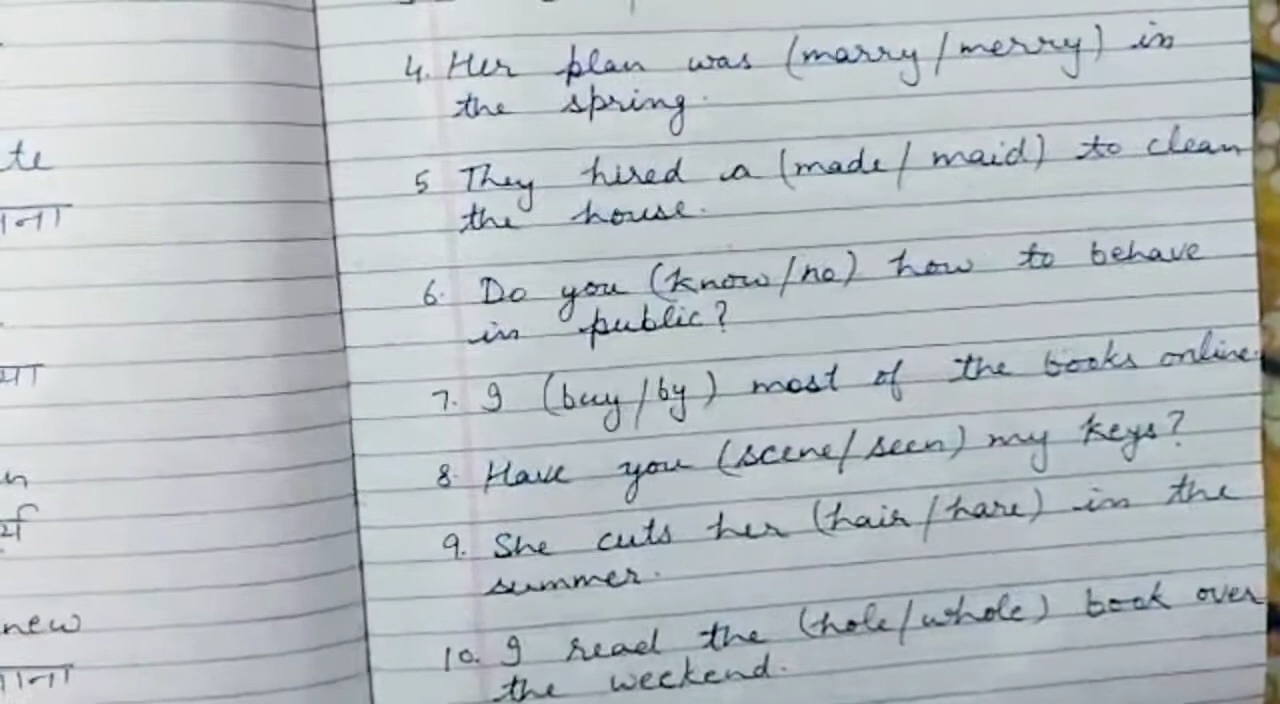 te
4. Her plan was (marry/merry) in
the spring.
5 They hired a (made/maid) to clean
the house.
6. Do you (know/no) how to behave
in public?
7. I (buy/by) most of the books online.
8. Have you (scene/seen) my keys?
9. She cuts her (hair/hare) in the
summer.
new
10. I read the (hole/whole) book over
the weekend.